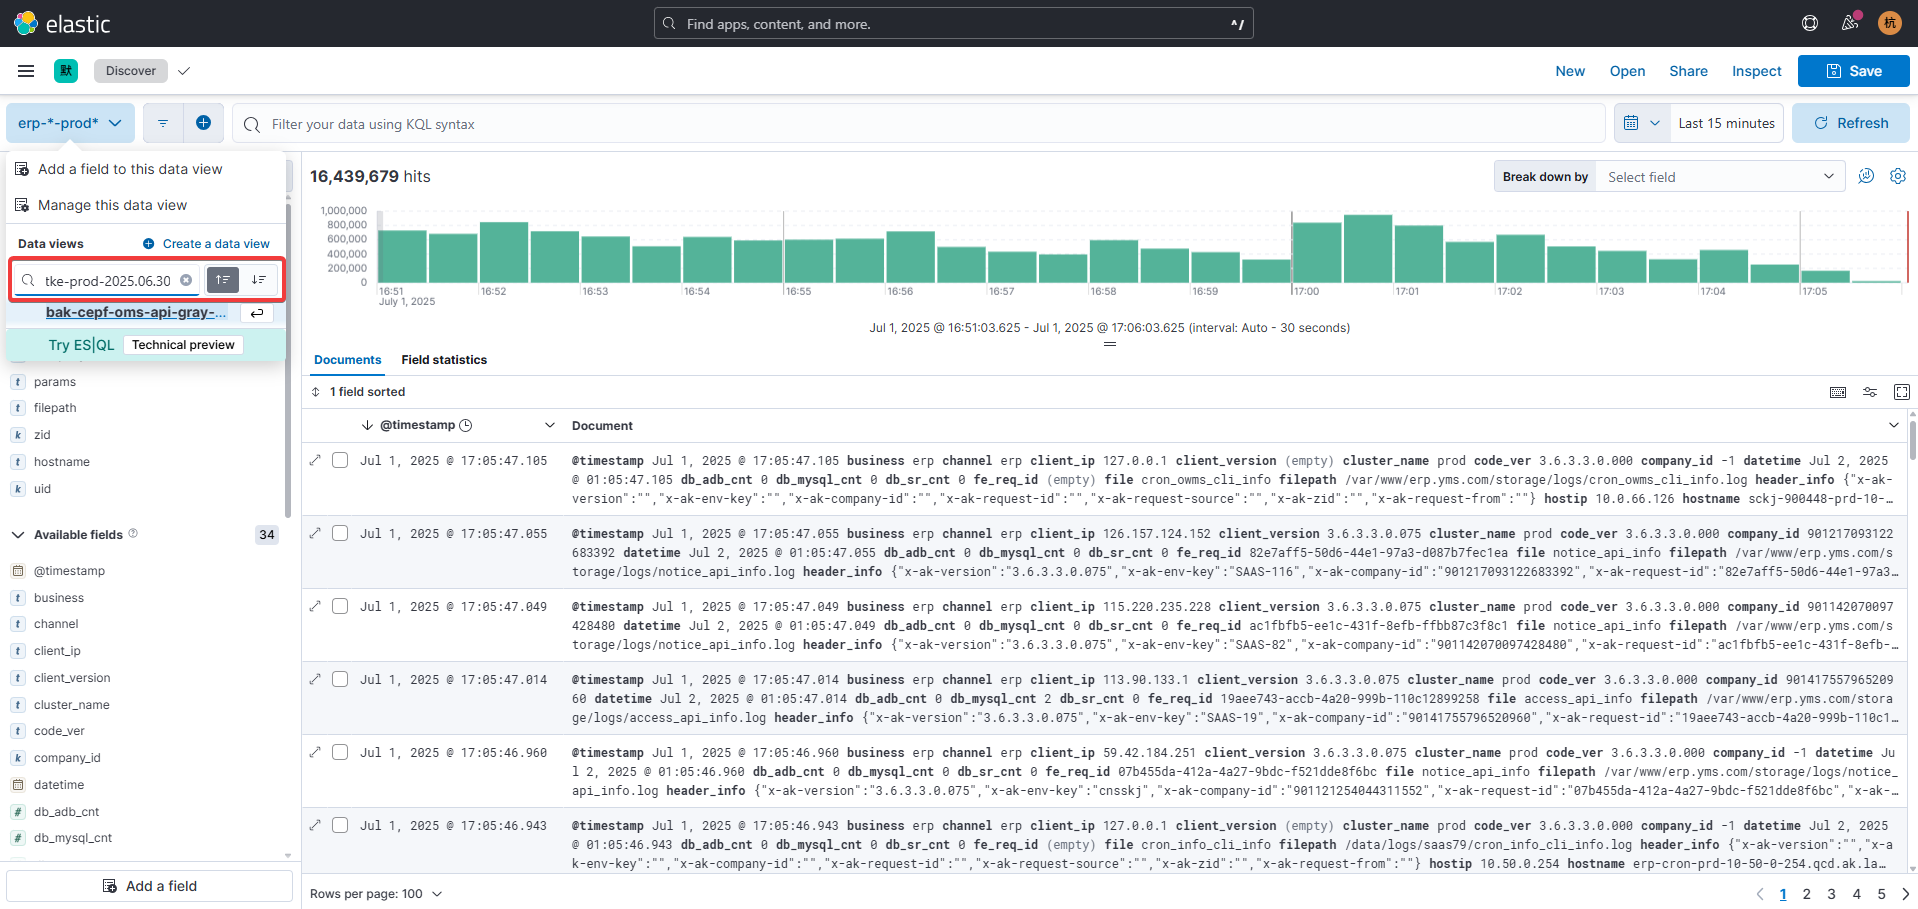 elastic
Find apps, content, and more.
^/
杭
默
Discover
New
Open
Share
Inspect
Save
erp-*-prod*
Filter your data using KQL syntax
Last 15 minutes
Refresh
Add a field to this data view
Manage this data view
Data views
Create a data view
tke-prod-2025.06.30
bak-cepf-oms-api-gray-...
Try ES|QL
Technical preview
t params
t filepath
k zid
t hostname
t uid
Available fields
34
@timestamp
t business
t channel
t client_ip
t client_version
t cluster_name
t code_ver
k company_id
datetime
# db_adb_cnt
# db_mysql_cnt
Add a field
16,439,679 hits
Break down by
Select field
1,000,000
800,000
600,000
400,000
200,000
0
16:51
July 1, 2025
16:52
16:53
16:54
16:55
16:56
16:57
16:58
16:59
17:00
17:01
17:02
17:03
17:04
17:05
Jul 1, 2025 @ 16:51:03.625 - Jul 1, 2025 @ 17:06:03.625 (interval: Auto - 30 seconds)
Documents
Field statistics
1 field sorted
@timestamp
Document
Jul 1, 2025 @ 17:05:47.105
@timestamp Jul 1, 2025 @ 17:05:47.105 business erp channel erp client_ip 127.0.0.1 client_version (empty) cluster_name prod code_ver 3.6.3.3.0.000 company_id -1 datetime Jul 2, 2025
@ 01:05:47.105 db_adb_cnt 0 db_mysql_cnt 0 db_sr_cnt 0 fe_req_id (empty) file cron_owms_cli_info filepath /var/www/erp.yms.com/storage/logs/cron_owms_cli_info.log header_info {"x-ak-
version":"","x-ak-env-key":"","x-ak-company-id":"","x-ak-request-id":"","x-ak-request-source":"","x-ak-zid":"","x-ak-request-from":""} hostip 10.0.66.126 hostname sckj-900448-prd-10-…
Jul 1, 2025 @ 17:05:47.055
@timestamp Jul 1, 2025 @ 17:05:47.055 business erp channel erp client_ip 126.157.124.152 client_version 3.6.3.3.0.075 cluster_name prod code_ver 3.6.3.3.0.000 company_id 901217093122
683392 datetime Jul 2, 2025 @ 01:05:47.055 db_adb_cnt 0 db_mysql_cnt 0 db_sr_cnt 0 fe_req_id 82e7aff5-50d6-44e1-97a3-d087b7fec1ea file notice_api_info filepath /var/www/erp.yms.com/s
torage/logs/notice_api_info.log header_info {"x-ak-version":"3.6.3.3.0.075","x-ak-env-key":"SAAS-116","x-ak-company-id":"901217093122683392","x-ak-request-id":"82e7aff5-50d6-44e1-97a3…
Jul 1, 2025 @ 17:05:47.049
@timestamp Jul 1, 2025 @ 17:05:47.049 business erp channel erp client_ip 115.220.235.228 client_version 3.6.3.3.0.075 cluster_name prod code_ver 3.6.3.3.0.000 company_id 901142070097
428480 datetime Jul 2, 2025 @ 01:05:47.049 db_adb_cnt 0 db_mysql_cnt 0 db_sr_cnt 0 fe_req_id ac1fbfb5-ee1c-431f-8efb-ffbb87c3f8c1 file notice_api_info filepath /var/www/erp.yms.com/s
torage/logs/notice_api_info.log header_info {"x-ak-version":"3.6.3.3.0.075","x-ak-env-key":"SAAS-82","x-ak-company-id":"901142070097428480","x-ak-request-id":"ac1fbfb5-ee1c-431f-8efb-…
Jul 1, 2025 @ 17:05:47.014
@timestamp Jul 1, 2025 @ 17:05:47.014 business erp channel erp client_ip 113.90.133.1 client_version 3.6.3.3.0.075 cluster_name prod code_ver 3.6.3.3.0.000 company_id 901417557965209
60 datetime Jul 2, 2025 @ 01:05:47.014 db_adb_cnt 0 db_mysql_cnt 2 db_sr_cnt 0 fe_req_id 19aee743-accb-4a20-999b-110c12899258 file access_api_info filepath /var/www/erp.yms.com/stora
ge/logs/access_api_info.log header_info {"x-ak-version":"3.6.3.3.0.075","x-ak-env-key":"SAAS-19","x-ak-company-id":"90141755796520960","x-ak-request-id":"19aee743-accb-4a20-999b-110c1…
Jul 1, 2025 @ 17:05:46.960
@timestamp Jul 1, 2025 @ 17:05:46.960 business erp channel erp client_ip 59.42.184.251 client_version 3.6.3.3.0.075 cluster_name prod code_ver 3.6.3.3.0.000 company_id -1 datetime Ju
l 2, 2025 @ 01:05:46.960 db_adb_cnt 0 db_mysql_cnt 0 db_sr_cnt 0 fe_req_id 07b455da-412a-4a27-9bdc-f521dde8f6bc file notice_api_info filepath /var/www/erp.yms.com/storage/logs/notice_
api_info.log header_info {"x-ak-version":"3.6.3.3.0.075","x-ak-env-key":"cnsskj","x-ak-company-id":"901121254044311552","x-ak-request-id":"07b455da-412a-4a27-9bdc-f521dde8f6bc","x-ak-…
Jul 1, 2025 @ 17:05:46.943
@timestamp Jul 1, 2025 @ 17:05:46.943 business erp channel erp client_ip 127.0.0.1 client_version (empty) cluster_name prod code_ver 3.6.3.3.0.000 company_id -1 datetime Jul 2, 2025
@ 01:05:46.943 db_adb_cnt 0 db_mysql_cnt 0 db_sr_cnt 0 fe_req_id (empty) file cron_info_cli_info filepath /data/logs/saas79/cron_info_cli_info.log header_info {"x-ak-version":"","x-a
k-env-key":"","x-ak-company-id":"","x-ak-request-id":"","x-ak-request-source":"","x-ak-zid":"","x-ak-request-from":""} hostip 10.50.0.254 hostname erp-cron-prd-10-50-0-254.qcd.ak.la…
Rows per page: 100
1 2 3 4 5